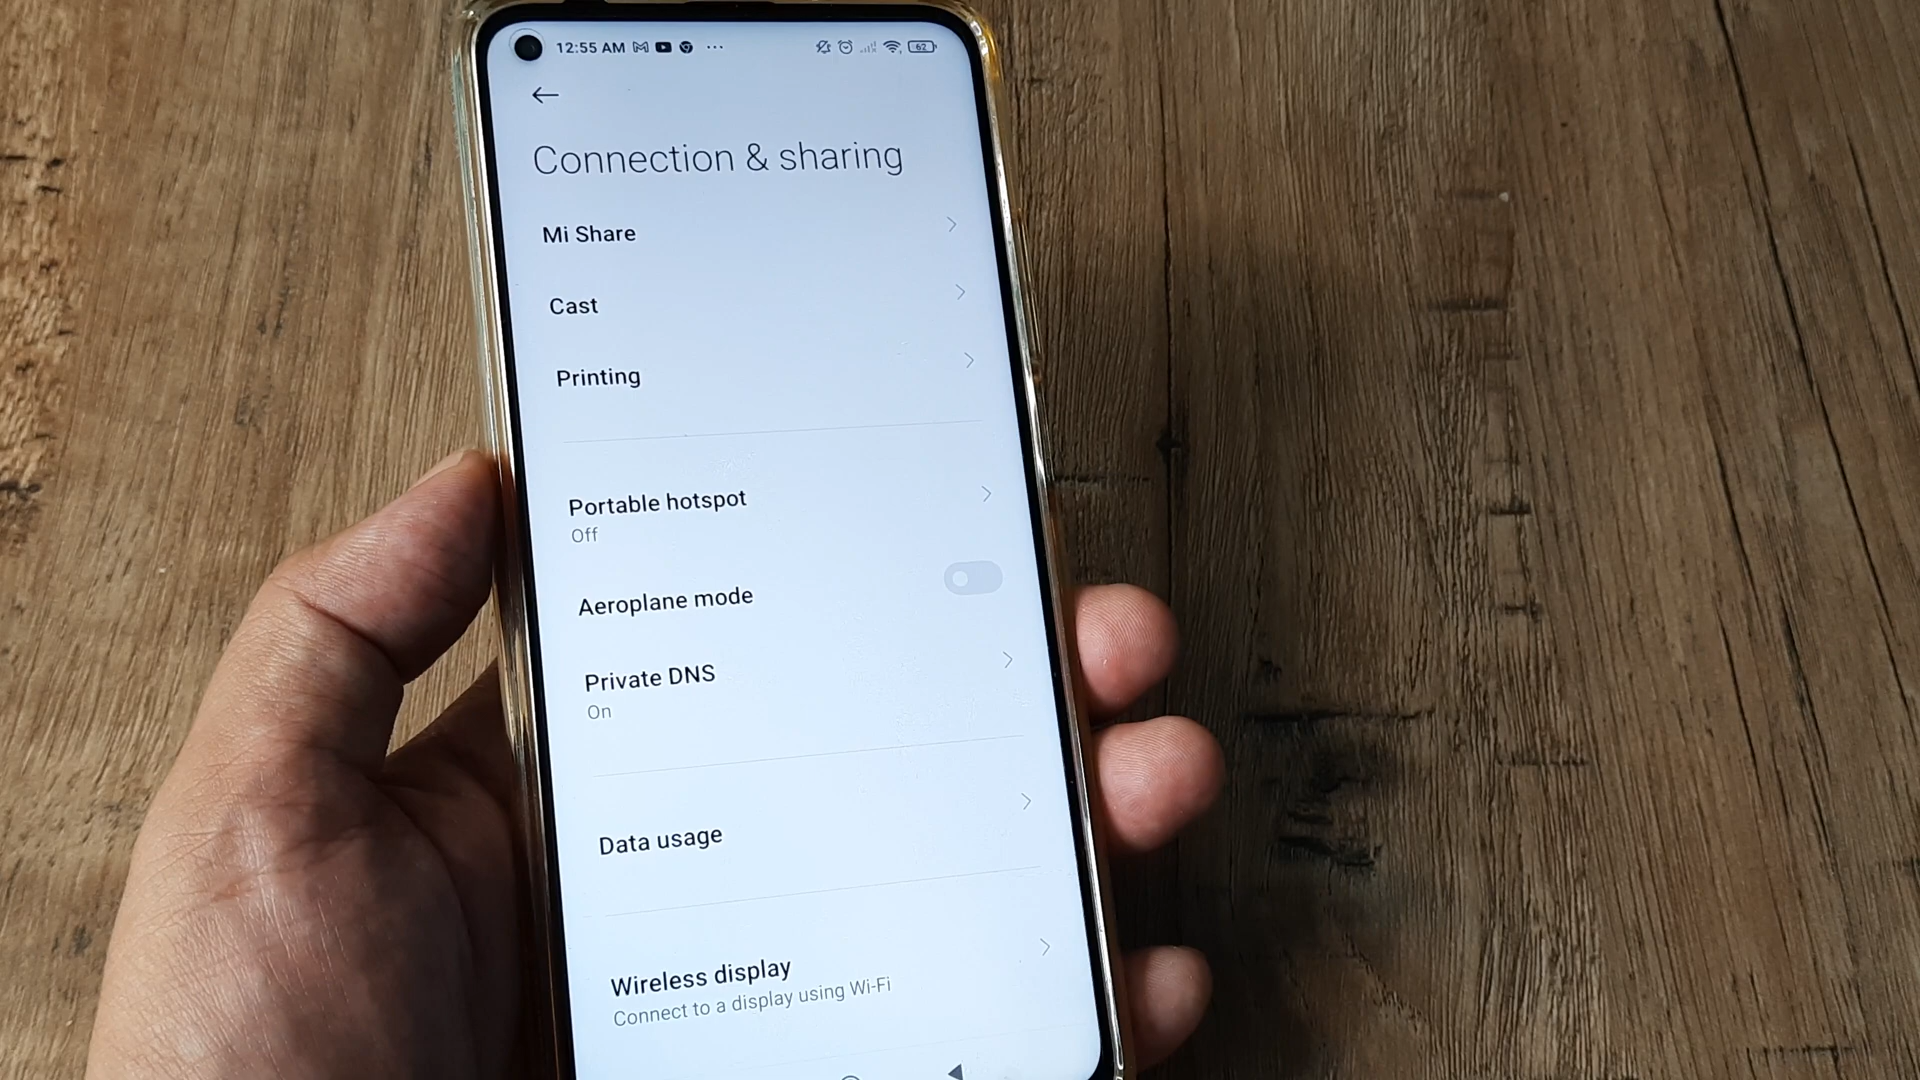 12:55 AM 62
Connection & sharing
Mi Share
Cast
Printing
Portable hotspot
Off
Aeroplane mode
Private DNS
On
Data usage
Wireless display
Connect to a display using Wi-Fi